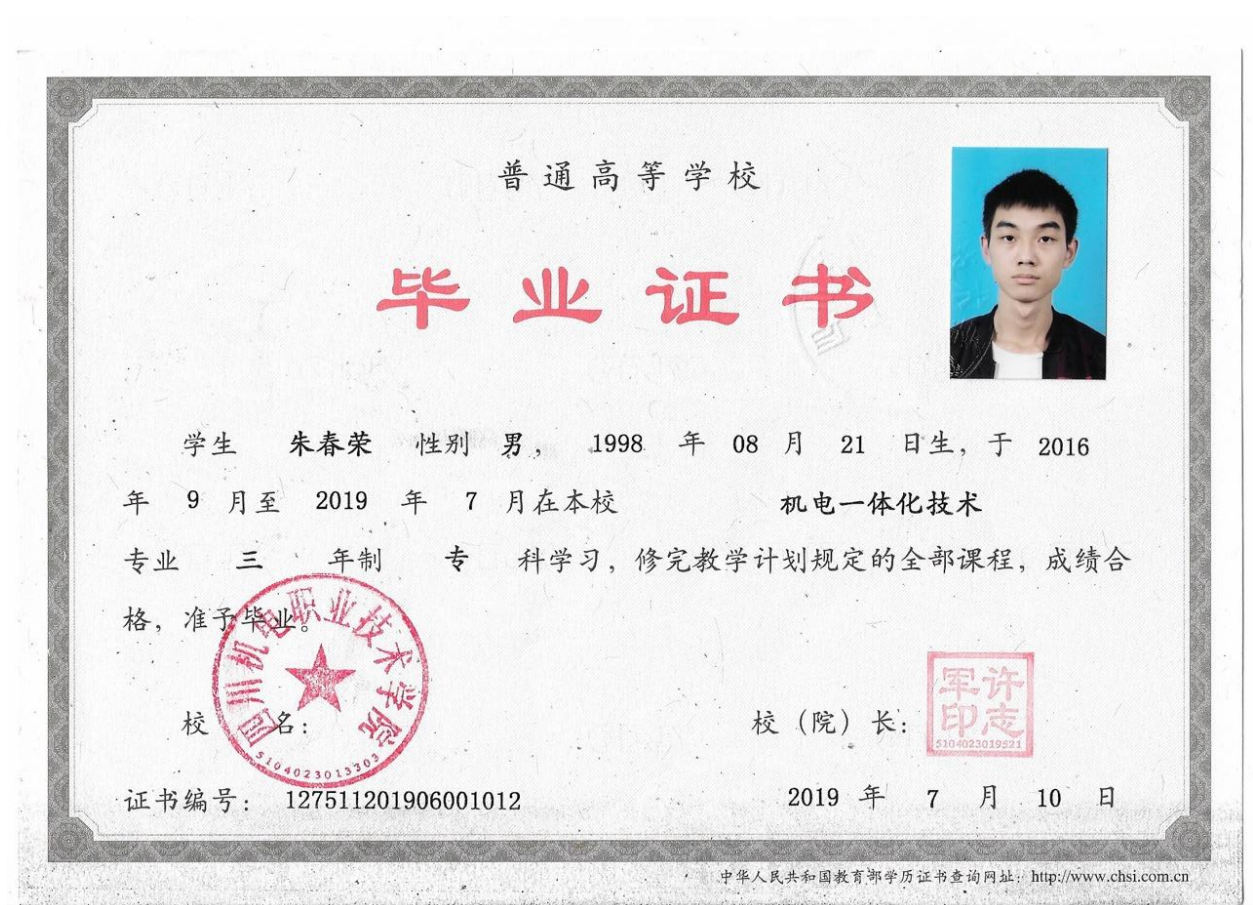 普通高等学校
毕业证书
学生 朱春荣 性别 男， 1998 年 08 月 21 日生，于 2016
年 9 月至 2019 年 7 月在本校 机电一体化技术
专业 三 年制 专 科学习，修完教学计划规定的全部课程，成绩合
格，准予毕业。
四川机电职业技术学院
5104023013303
校 名：
校（院）长：
许志军印
5104023019521
证书编号： 127511201906001012
2019 年 7 月 10 日
中华人民共和国教育部学历证书查询网址：http://www.chsi.com.cn